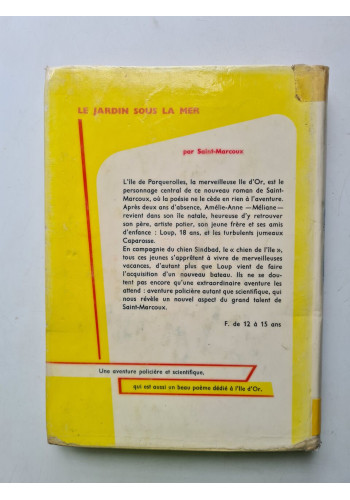 LE JARDIN SOUS LA MER
par Saint-Marcoux
L'Ile de Porquerolles, la merveilleuse Ile d'Or, est le
personnage central de ce nouveau roman de Saint-
Marcoux, où la poésie ne le cède en rien à l'aventure.
Après deux ans d'absence, Amélie-Anne — Méliane —
revient dans son île natale, heureuse d'y retrouver
son père, artiste potier, son jeune frère et ses amis
d'enfance : Loup, 18 ans, et les turbulents jumeaux
Caparosse.
En compagnie du chien Sindbad, le « chien de l'île »,
tous ces jeunes s'apprêtent à vivre de merveilleuses
vacances, d'autant plus que Loup vient de faire
l'acquisition d'un nouveau bateau. Ils ne se dou-
tent pas encore qu'une extraordinaire aventure les
attend : aventure policière autant que scientifique, qui
nous révèle un nouvel aspect du grand talent de
Saint-Marcoux.
F. de 12 à 15 ans
Une aventure policière et scientifique,
qui est aussi un beau poème dédié à l'Ile d'Or.